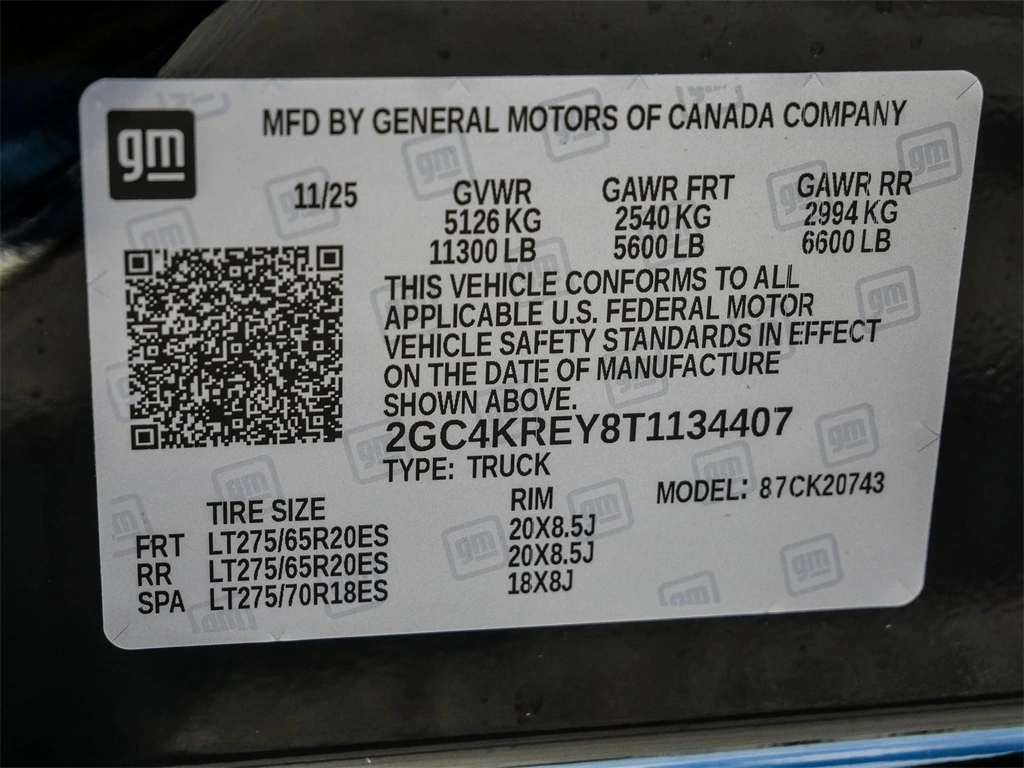 gm
MFD BY GENERAL MOTORS OF CANADA COMPANY
11/25 GVWR GAWR FRT GAWR RR
5126 KG 2540 KG 2994 KG
11300 LB 5600 LB 6600 LB
THIS VEHICLE CONFORMS TO ALL
APPLICABLE U.S. FEDERAL MOTOR
VEHICLE SAFETY STANDARDS IN EFFECT
ON THE DATE OF MANUFACTURE
SHOWN ABOVE.
2GC4KREY8T1134407
TYPE: TRUCK
MODEL: 87CK20743
TIRE SIZE RIM
FRT LT275/65R20ES 20X8.5J
RR LT275/65R20ES 20X8.5J
SPA LT275/70R18ES 18X8J